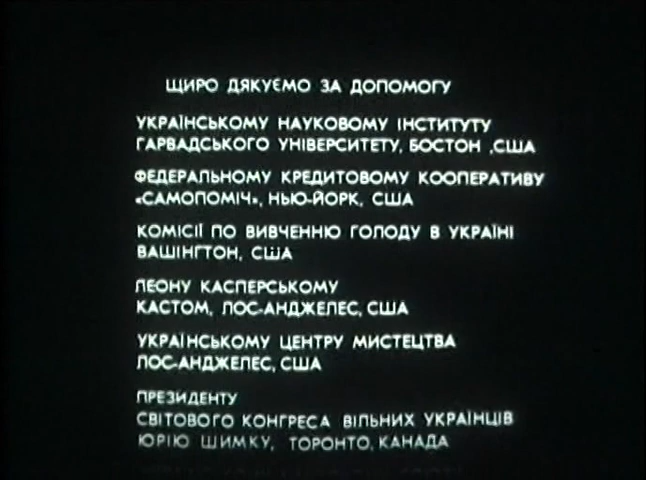 ЩИРО ДЯКУЄМО ЗА ДОПОМОГУ
УКРАЇНСЬКОМУ НАУКОВОМУ ІНСТИТУТУ
ГАРВАДСЬКОГО УНІВЕРСИТЕТУ, БОСТОН ,США
ФЕДЕРАЛЬНОМУ КРЕДИТОВОМУ КООПЕРАТИВУ
«САМОПОМІЧ», НЬЮ-ЙОРК, США
КОМІСІЇ ПО ВИВЧЕННЮ ГОЛОДУ В УКРАЇНІ
ВАШІНГТОН, США
ЛЕОНУ КАСПЕРСЬКОМУ
КАСТОМ, ЛОС-АНДЖЕЛЕС, США
УКРАЇНСЬКОМУ ЦЕНТРУ МИСТЕЦТВА
ЛОС-АНДЖЕЛЕС, США
ПРЕЗИДЕНТУ
СВІТОВОГО КОНГРЕСА ВІЛЬНИХ УКРАЇНЦІВ
ЮРІЮ ШИМКУ, ТОРОНТО, КАНАДА